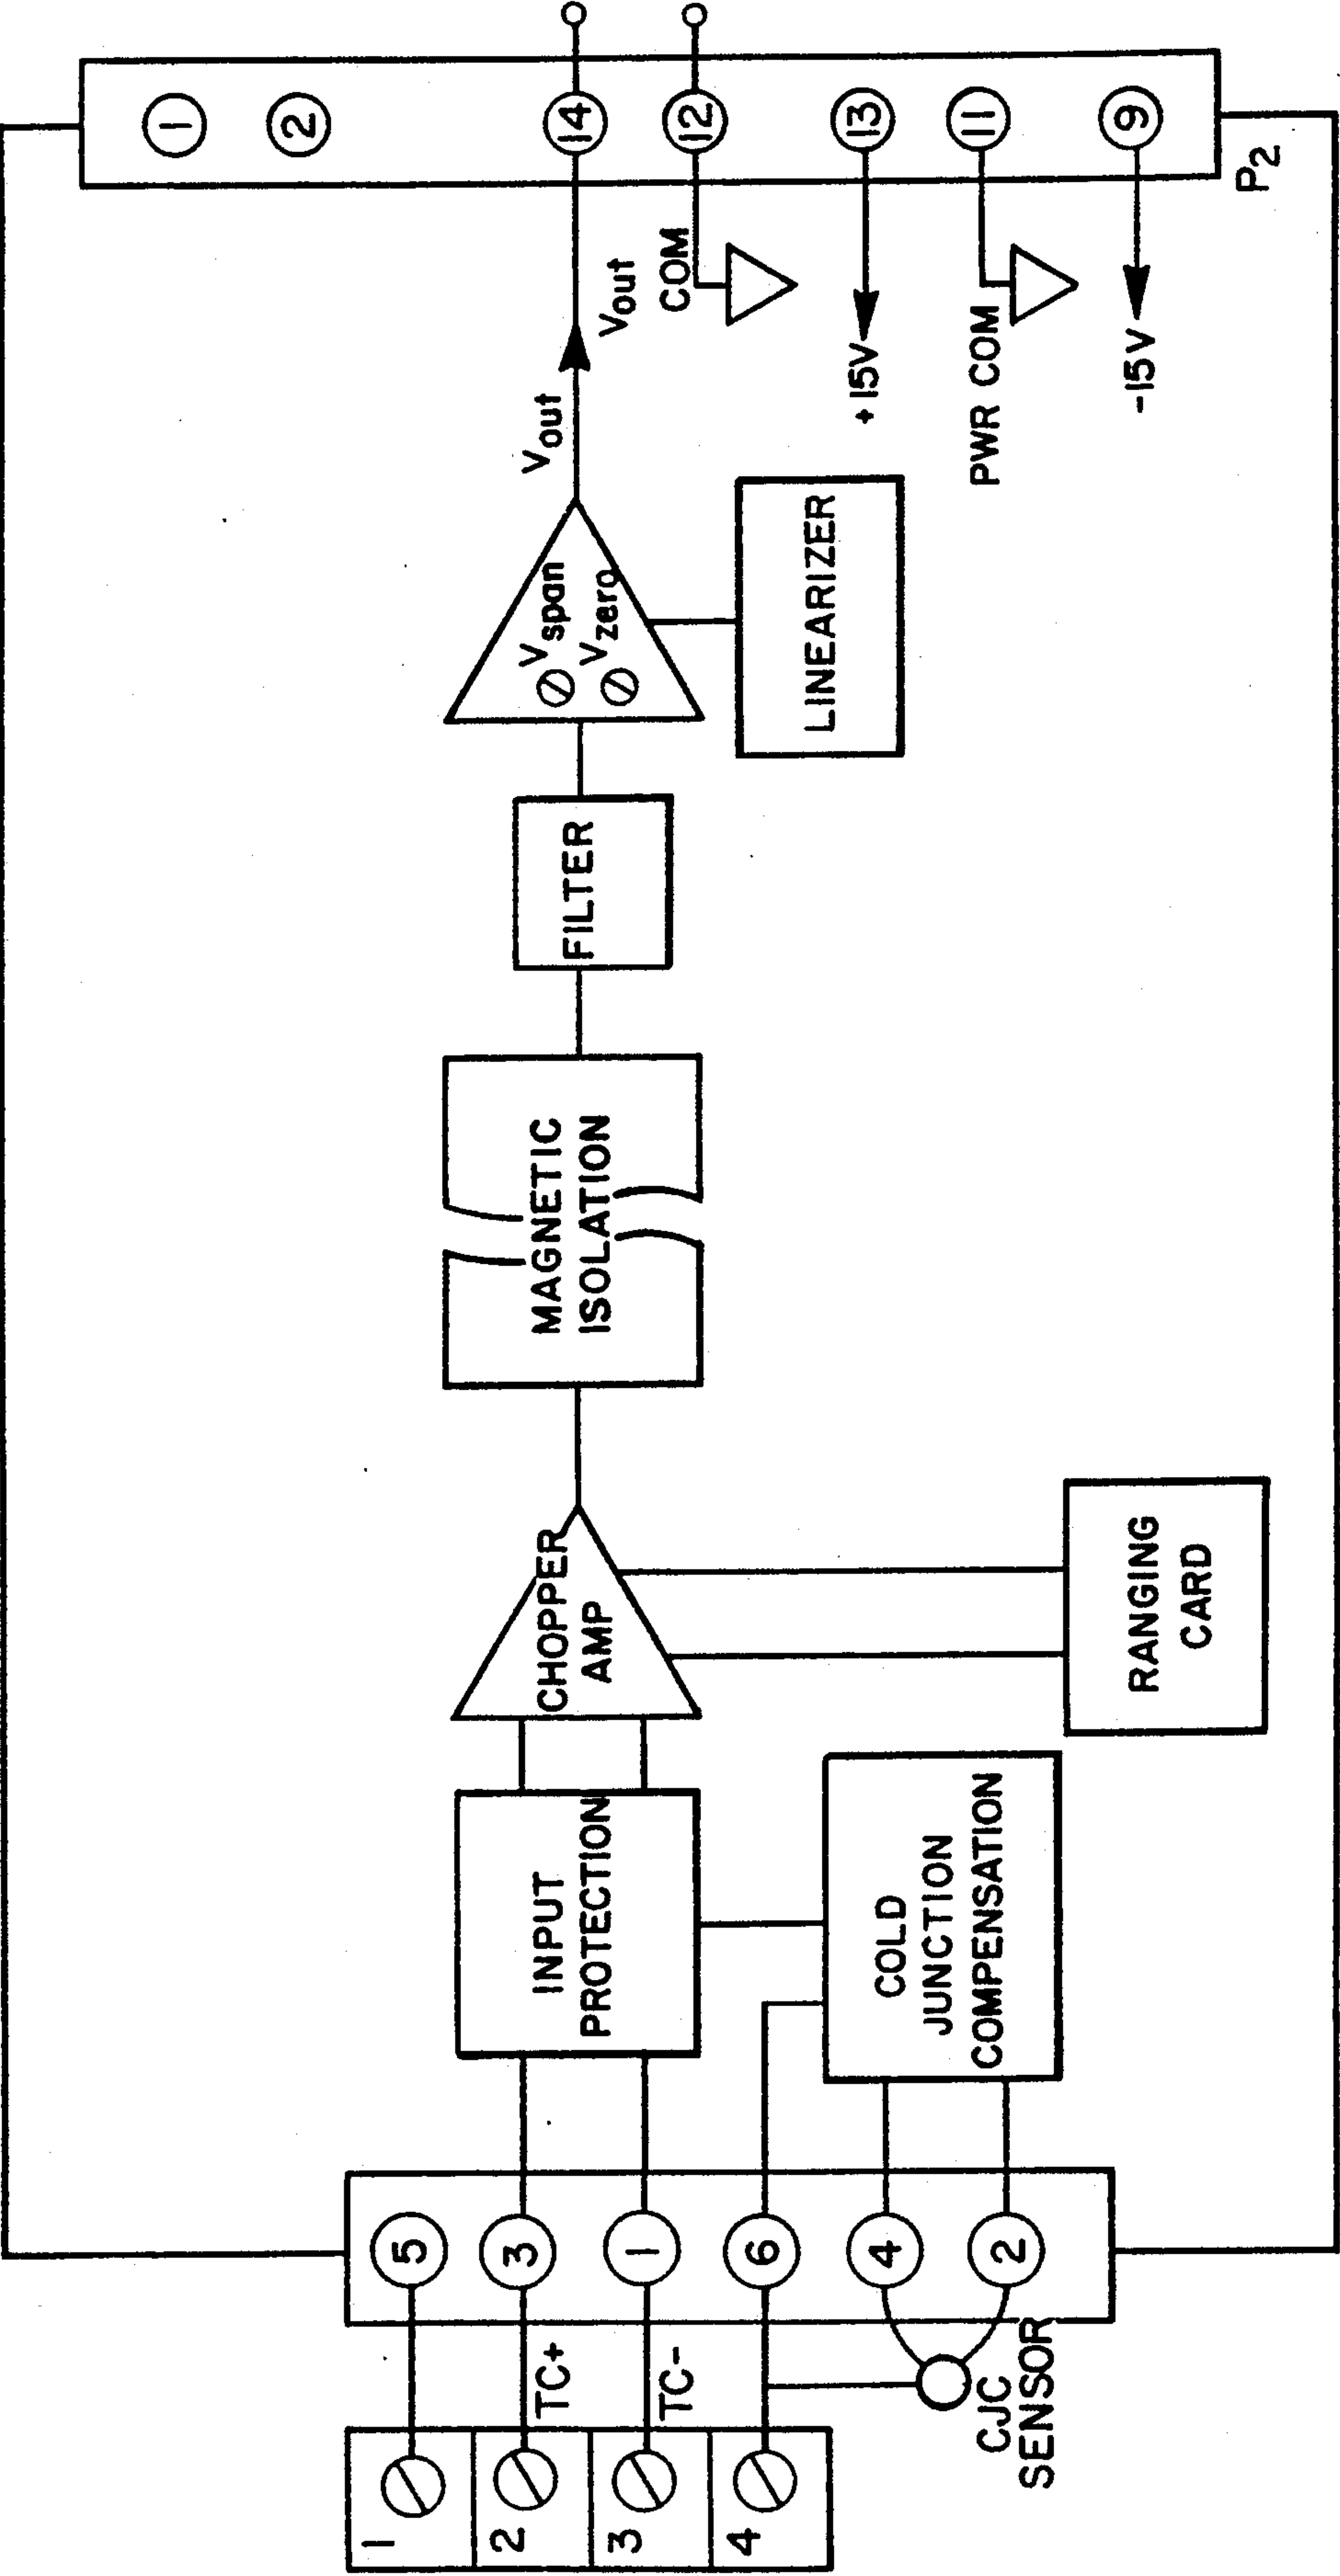 1
2
3
4
TC+
TC-
5
3
1
6
4
2
CJC
SENSOR
INPUT
PROTECTION
COLD
JUNCTION
COMPENSATION
CHOPPER
AMP
RANGING
CARD
MAGNETIC
ISOLATION
FILTER
Vspan
Vzero
LINEARIZER
Vout
Vout
COM
+15V
PWR COM
-15V
1
2
14
12
13
11
9
P2